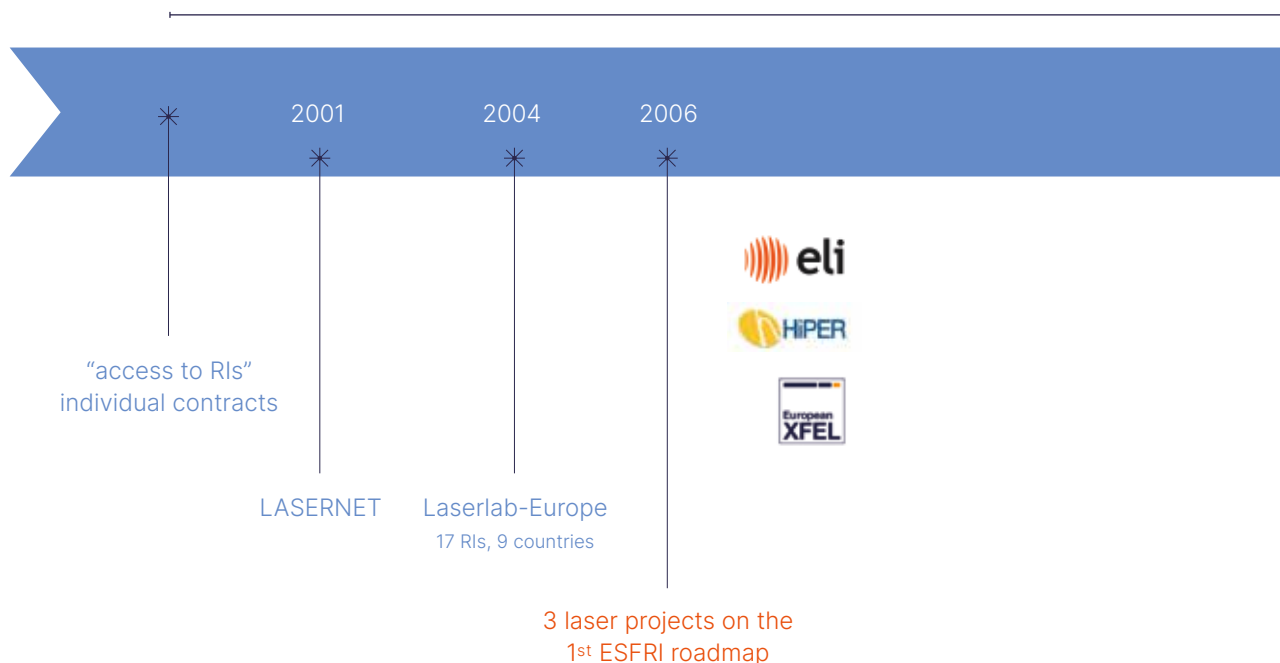 2001
2004
2006
eli
HiPER
European
XFEL
“access to RIs”
individual contracts
LASERNET
Laserlab-Europe
17 RIs, 9 countries
3 laser projects on the
1st ESFRI roadmap